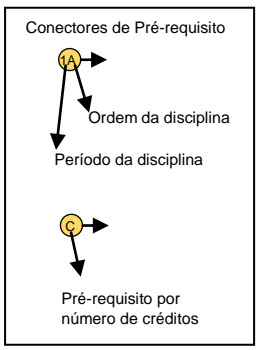 Conectores de Pré-requisito
1A
Ordem da disciplina
Período da disciplina
C
Pré-requisito por
número de créditos